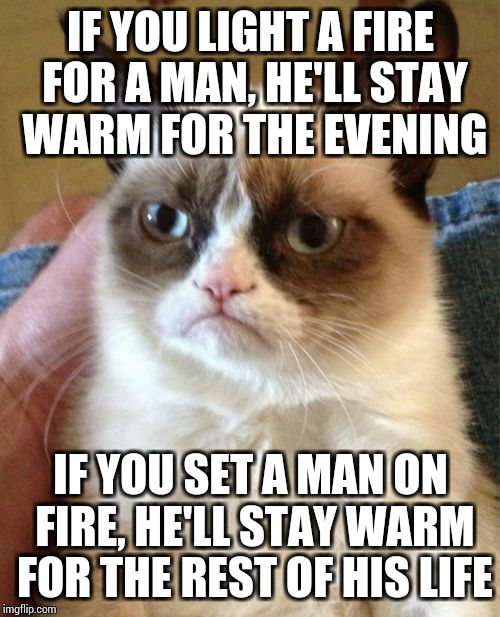 IF YOU LIGHT A FIRE
FOR A MAN, HE'LL STAY
WARM FOR THE EVENING
IF YOU SET A MAN ON
FIRE, HE'LL STAY WARM
FOR THE REST OF HIS LIFE
imgflip.com